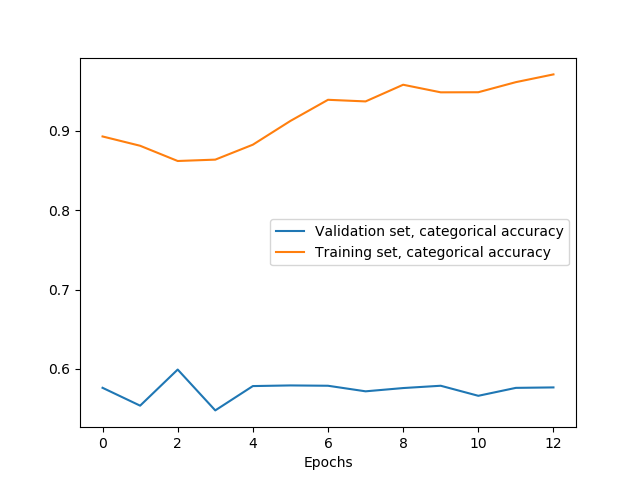 0.9
0.8
0.7
0.6
Validation set, categorical accuracy
Training set, categorical accuracy
0 2 4 6 8 10 12
Epochs